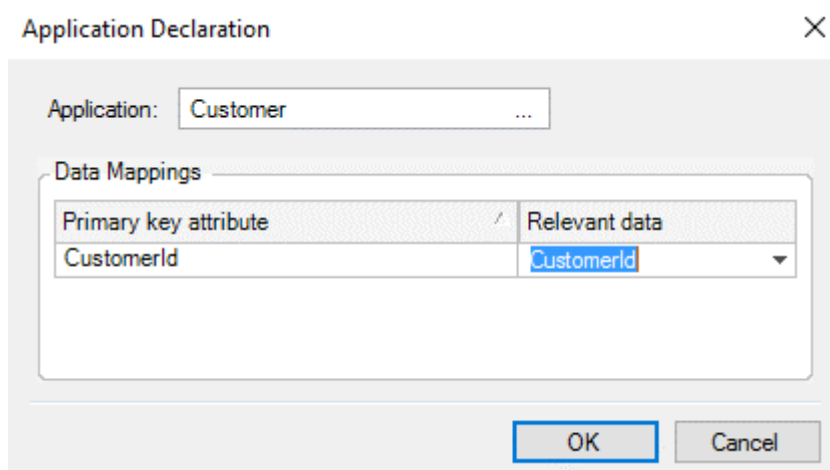 Application Declaration
Application: Customer ...
Data Mappings
Primary key attribute Relevant data
CustomerId CustomerId
OK Cancel